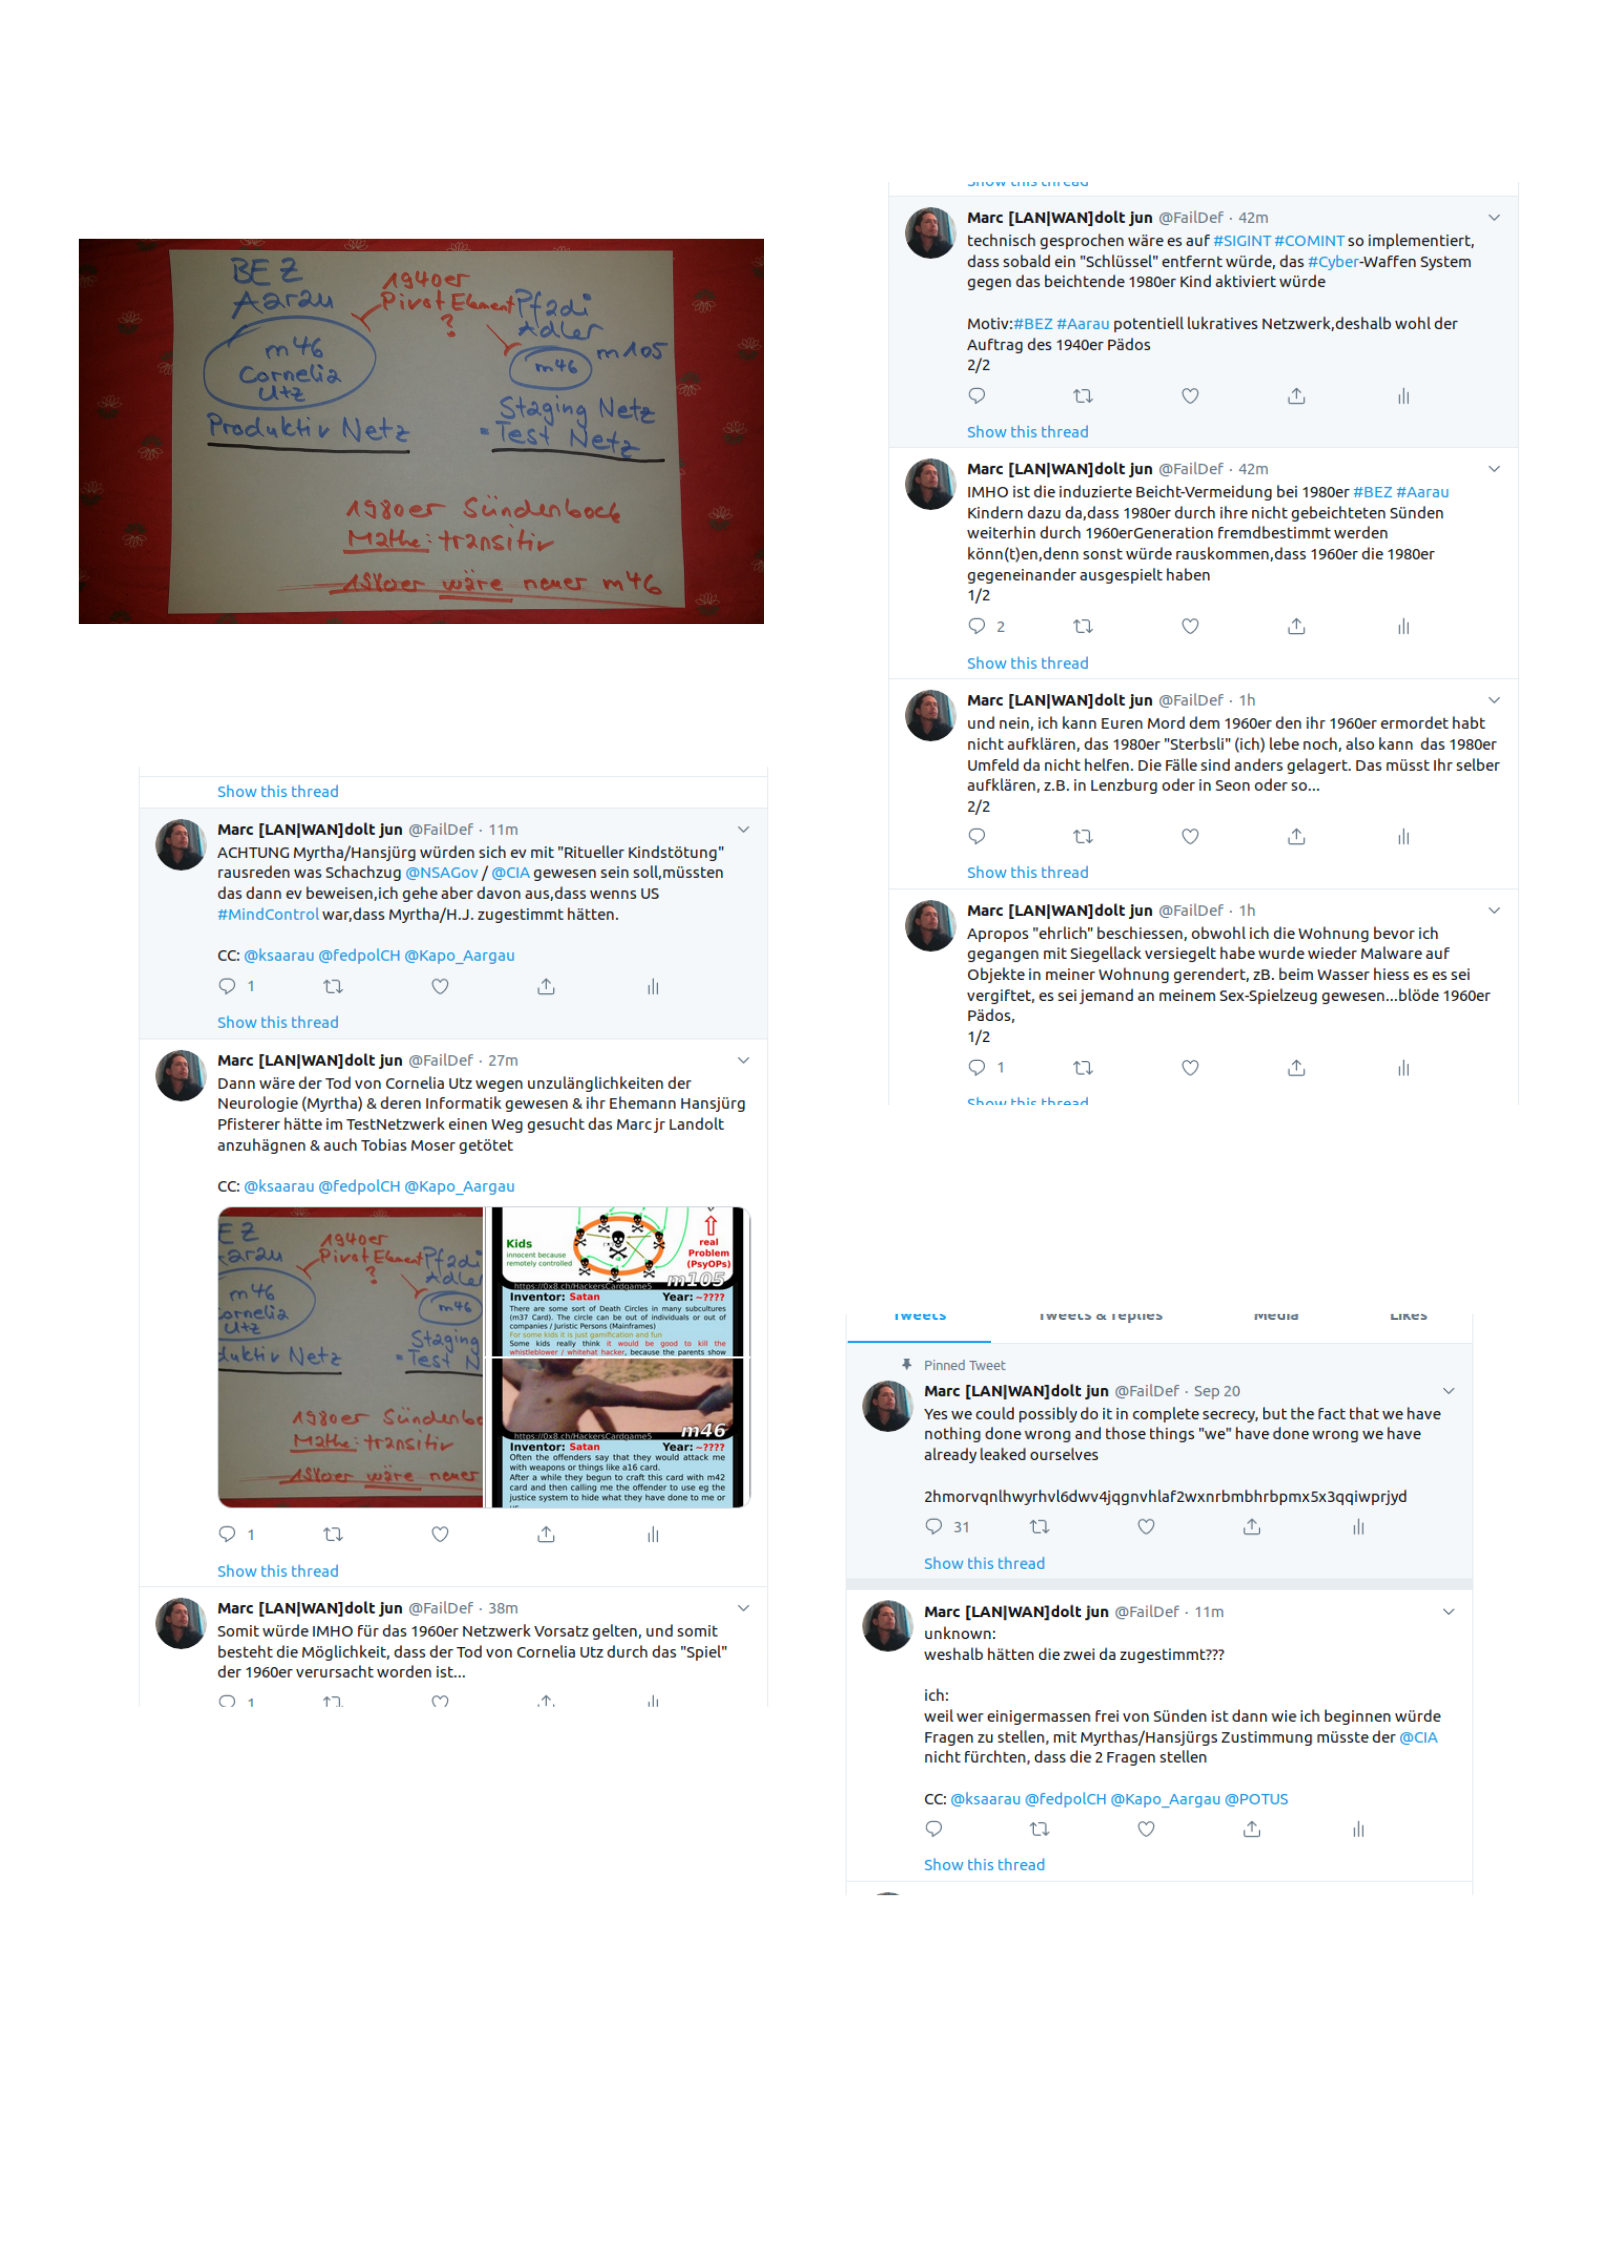 BEZ
Aarau
m46
Cornelia
Utz
Produktiv Netz
1940er
Pivot Element
?
Pfadi
Adler
m105
m46
Staging Netz
= Test Netz
1980er Sündenbock
Mathe: transitiv
1980er wäre neuer m46
Show this thread
Marc [LAN|WAN]dolt jun @FailDef · 42m
technisch gesprochen wäre es auf #SIGINT #COMINT so implementiert,
dass sobald ein "Schlüssel" entfernt würde, das #Cyber-Waffen System
gegen das beichtende 1980er Kind aktiviert würde
Motiv:#BEZ #Aarau potentiell lukratives Netzwerk,deshalb wohl der
Auftrag des 1940er Pädos
2/2
Show this thread
Marc [LAN|WAN]dolt jun @FailDef · 42m
IMHO ist die induzierte Beicht-Vermeidung bei 1980er #BEZ #Aarau
Kindern dazu da,dass 1980er durch ihre nicht gebeichteten Sünden
weiterhin durch 1960erGeneration fremdbestimmt werden
könn(t)en,denn sonst würde rauskommen,dass 1960er die 1980er
gegeneinander ausgespielt haben
1/2
2
Show this thread
Marc [LAN|WAN]dolt jun @FailDef · 1h
und nein, ich kann Euren Mord dem 1960er den ihr 1960er ermordet habt
nicht aufklären, das 1980er "Sterbsli" (ich) lebe noch, also kann das 1980er
Umfeld da nicht helfen. Die Fälle sind anders gelagert. Das müsst Ihr selber
aufklären, z.B. in Lenzburg oder in Seon oder so...
2/2
Show this thread
Marc [LAN|WAN]dolt jun @FailDef · 1h
Apropos "ehrlich" beschiessen, obwohl ich die Wohnung bevor ich
gegangen mit Siegellack versiegelt habe wurde wieder Malware auf
Objekte in meiner Wohnung gerendert, zB. beim Wasser hiess es es sei
vergiftet, es sei jemand an meinem Sex-Spielzeug gewesen...blöde 1960er
Pädos,
1/2
1
Show this thread
Show this thread
Marc [LAN|WAN]dolt jun @FailDef · 11m
ACHTUNG Myrtha/Hansjürg würden sich ev mit "Ritueller Kindstötung"
rausreden was Schachzug @NSAGov / @CIA gewesen sein soll,müssten
das dann ev beweisen,ich gehe aber davon aus,dass wenns US
#MindControl war,dass Myrtha/H.J. zugestimmt hätten.
CC: @ksaarau @fedpolCH @Kapo_Aargau
1
Show this thread
Marc [LAN|WAN]dolt jun @FailDef · 27m
Dann wäre der Tod von Cornelia Utz wegen unzulänglichkeiten der
Neurologie (Myrtha) & deren Informatik gewesen & ihr Ehemann Hansjürg
Pfisterer hätte im TestNetzwerk einen Weg gesucht das Marc jr Landolt
anzuhägnen & auch Tobias Moser getötet
CC: @ksaarau @fedpolCH @Kapo_Aargau
EZ
arau
m46
ornelia
Utz
duktiv Netz
1940er
Pivot Element
?
Pfadi
Adler
m46
Staging
= Test N
1980er Sündenbo
Mathe: transitiv
1980er wäre neuer
Kids
innocent because
remotely controlled
real
Problem
(PsyOPs)
m105
https://0x8.ch/HackersCardgame5
Inventor: Satan Year: ~????
There are some sort of Death Circles in many subcultures
(m37 Card). The circle can be out of individuals or out of
companies / Juristic Persons (Mainframes)
For some kids it is just gamification and fun
Some kids really think it would be good to kill the
whistleblower / whitehat hacker, because the parents show
m46
https://0x8.ch/HackersCardgame5
Inventor: Satan Year: ~????
Often the offenders say that they would attack me
with weapons or things like a16 card.
After a while they begun to craft this card with m42
card and then calling me the offender to use eg the
justice system to hide what they have done to me or
us
1
Show this thread
Marc [LAN|WAN]dolt jun @FailDef · 38m
Somit würde IMHO für das 1960er Netzwerk Vorsatz gelten, und somit
besteht die Möglichkeit, dass der Tod von Cornelia Utz durch das "Spiel"
der 1960er verursacht worden ist...
1
Tweets Tweets & replies Media Likes
Pinned Tweet
Marc [LAN|WAN]dolt jun @FailDef · Sep 20
Yes we could possibly do it in complete secrecy, but the fact that we have
nothing done wrong and those things "we" have done wrong we have
already leaked ourselves
2hmorvqnlhwyrhvl6dwv4jqgnvhlaf2wxnrbmbhrbpmx5x3qqiwprjyd
31
Show this thread
Marc [LAN|WAN]dolt jun @FailDef · 11m
unknown:
weshalb hätten die zwei da zugestimmt???
ich:
weil wer einigermassen frei von Sünden ist dann wie ich beginnen würde
Fragen zu stellen, mit Myrthas/Hansjürgs Zustimmung müsste der @CIA
nicht fürchten, dass die 2 Fragen stellen
CC: @ksaarau @fedpolCH @Kapo_Aargau @POTUS
Show this thread